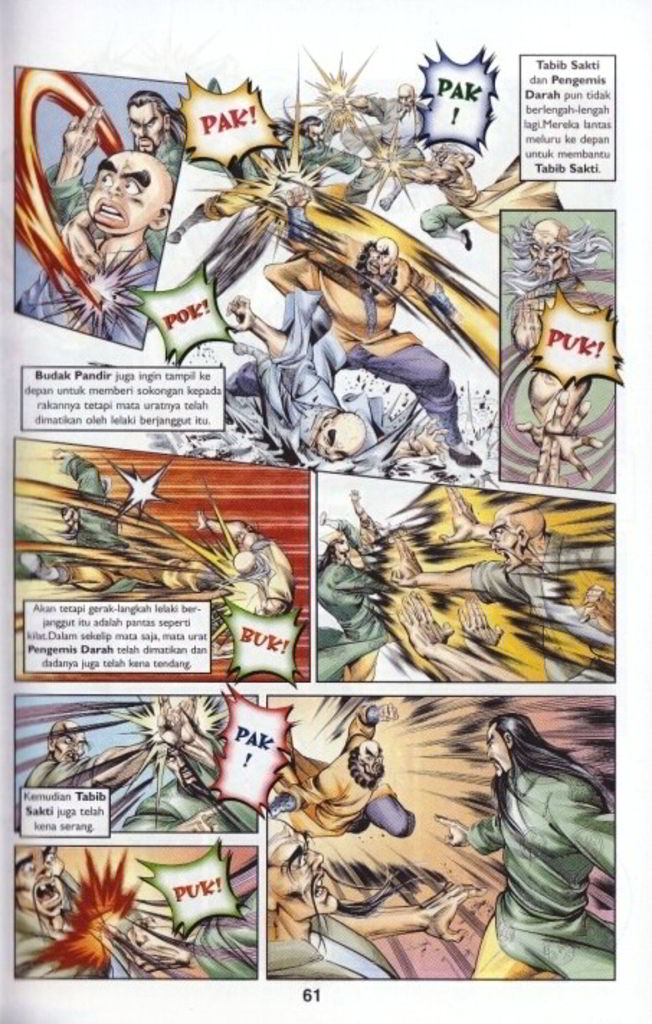 PAK!
PAK
!
Tabib Sakti
dan Pengemis
Darah pun tidak
berlengah-lengah
lagi.Mereka lantas
meluru ke depan
untuk membantu
Tabib Sakti.
POK!
PUK!
Budak Pandir juga ingin tampil ke
depan untuk memberi sokongan kepada
rakannya tetapi mata uratnya telah
dimatikan oleh lelaki berjanggut itu.
Akan tetapi gerak-langkah lelaki ber-
janggut itu adalah pantas seperti
kilat.Dalam sekelip mata saja, mata urat
Pengemis Darah telah dimatikan dan
dadanya juga telah kena tendang.
BUK!
PAK
!
Kemudian Tabib
Sakti juga telah
kena serang.
PUK!
61